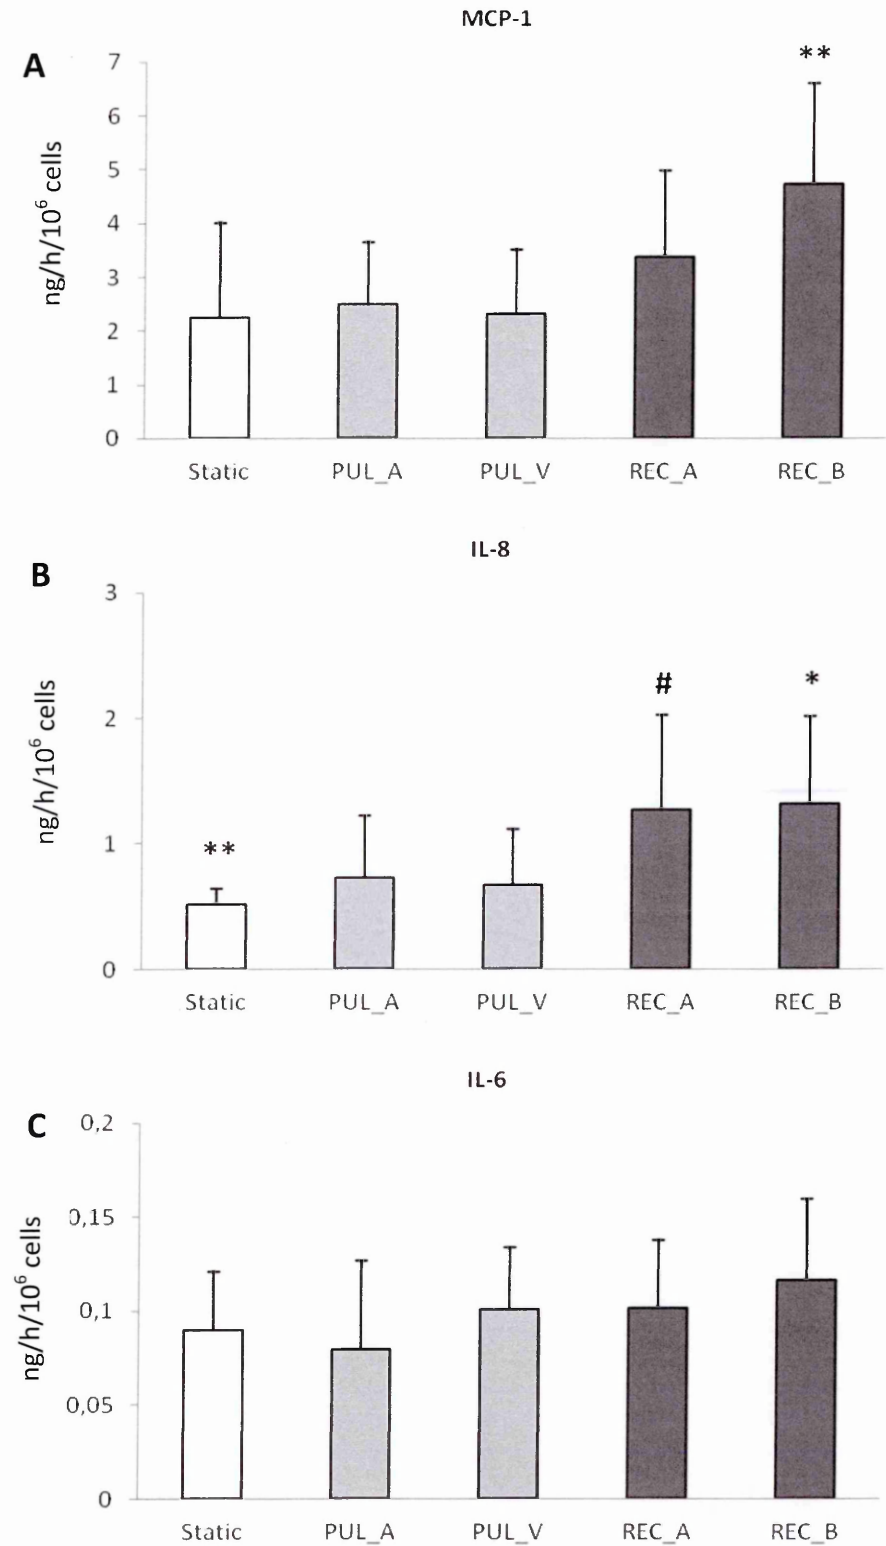 MCP-1
A
ng/h/10⁶ cells
7
6
5
4
3
2
1
0
**
Static PUL_A PUL_V REC_A REC_B
IL-8
B
ng/h/10⁶ cells
3
2
1
0
** # *
Static PUL_A PUL_V REC_A REC_B
IL-6
C
ng/h/10⁶ cells
0,2
0,15
0,1
0,05
0
Static PUL_A PUL_V REC_A REC_B